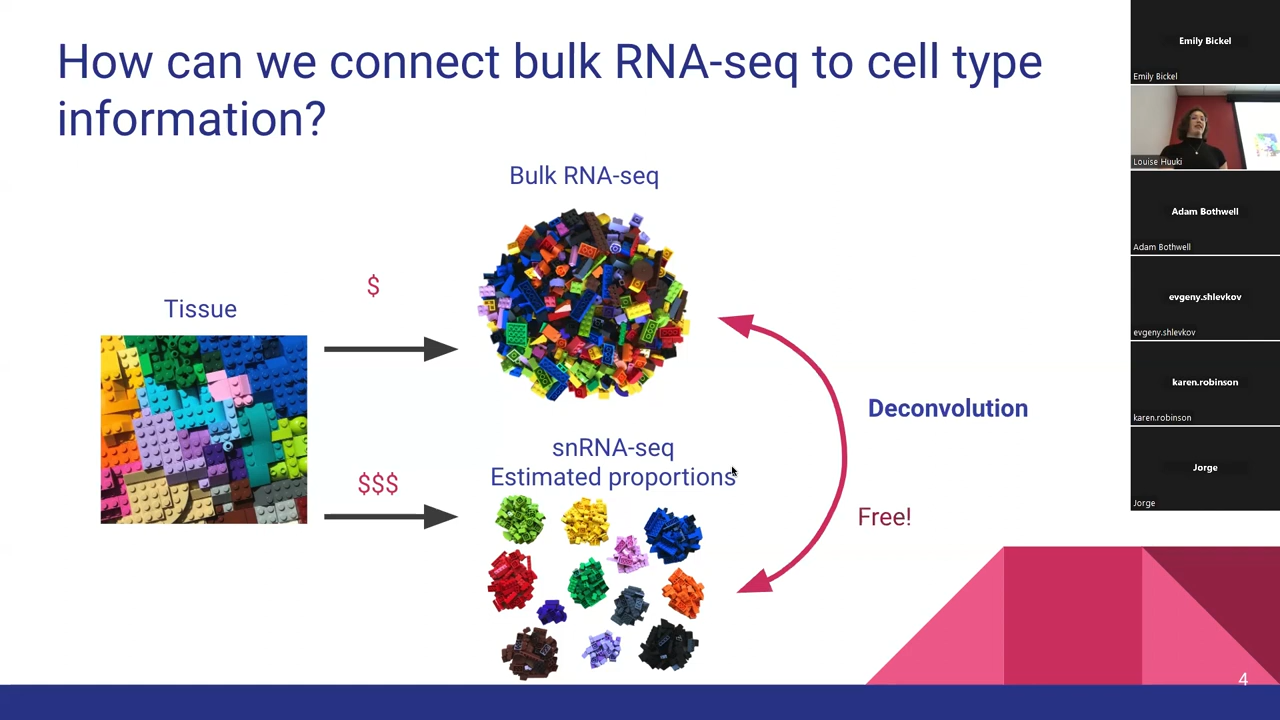 How can we connect bulk RNA-seq to cell type
information?
Bulk RNA-seq
$
Tissue
Deconvolution
snRNA-seq
Estimated proportions
$$$
Free!
4
Emily Bickel
Emily Bickel
Louise Huuki
Adam Bothwell
Adam Bothwell
evgeny.shlevkov
evgeny.shlevkov
karen.robinson
karen.robinson
Jorge
Jorge